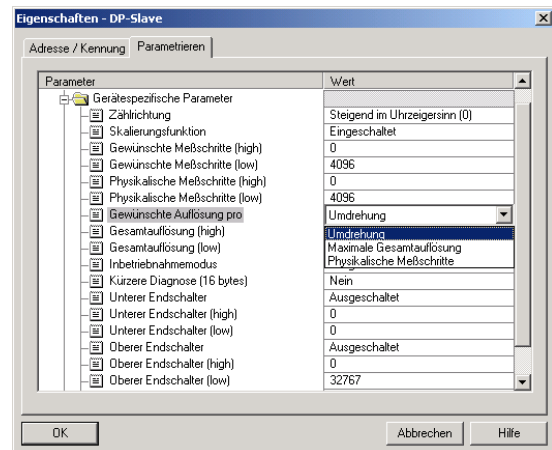 Eigenschaften - DP-Slave
Adresse / Kennung Parametrieren
Parameter Wert
Gerätespezifische Parameter
Zählrichtung Steigend im Uhrzeigersinn (0)
Skalierungsfunktion Eingeschaltet
Gewünschte Meßschritte (high) 0
Gewünschte Meßschritte (low) 4096
Physikalische Meßschritte (high) 0
Physikalische Meßschritte (low) 4096
Gewünschte Auflösung pro Umdrehung
Gesamtauflösung (high) Umdrehung
Gesamtauflösung (low) Maximale Gesamtauflösung
Inbetriebnahmemodus Physikalische Meßschritte
Kürzere Diagnose (16 bytes) Nein
Unterer Endschalter Ausgeschaltet
Unterer Endschalter (high) 0
Unterer Endschalter (low) 0
Oberer Endschalter Ausgeschaltet
Oberer Endschalter (high) 0
Oberer Endschalter (low) 32767
OK Abbrechen Hilfe